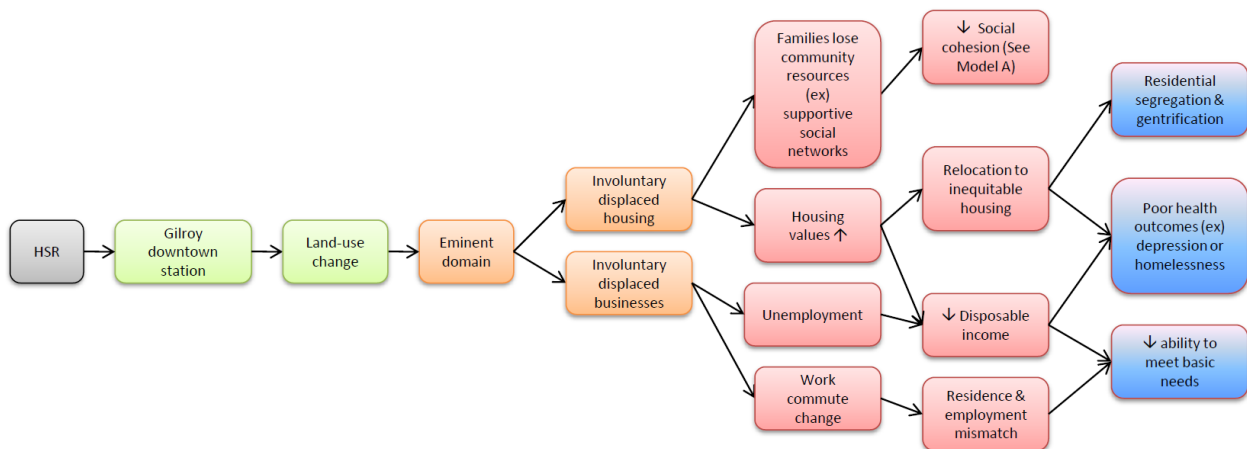 HSR
Gilroy
downtown
station
Land-use
change
Eminent
domain
Involuntary
displaced
housing
Involuntary
displaced
businesses
Families lose
community
resources
(ex)
supportive
social
networks
Housing
values ↑
Unemployment
Work
commute
change
↓ Social
cohesion (See
Model A)
Relocation to
inequitable
housing
↓ Disposable
income
Residence &
employment
mismatch
Residential
segregation &
gentrification
Poor health
outcomes (ex)
depression or
homelessness
↓ ability to
meet basic
needs